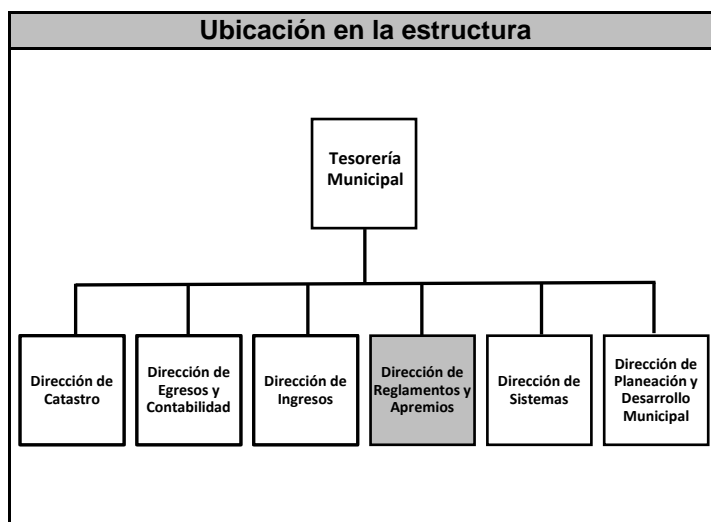 Ubicación en la estructura
Tesorería
Municipal
Dirección de
Catastro
Dirección de
Egresos y
Contabilidad
Dirección de
Ingresos
Dirección de
Reglamentos y
Apremios
Dirección de
Sistemas
Dirección de
Planeación y
Desarrollo
Municipal